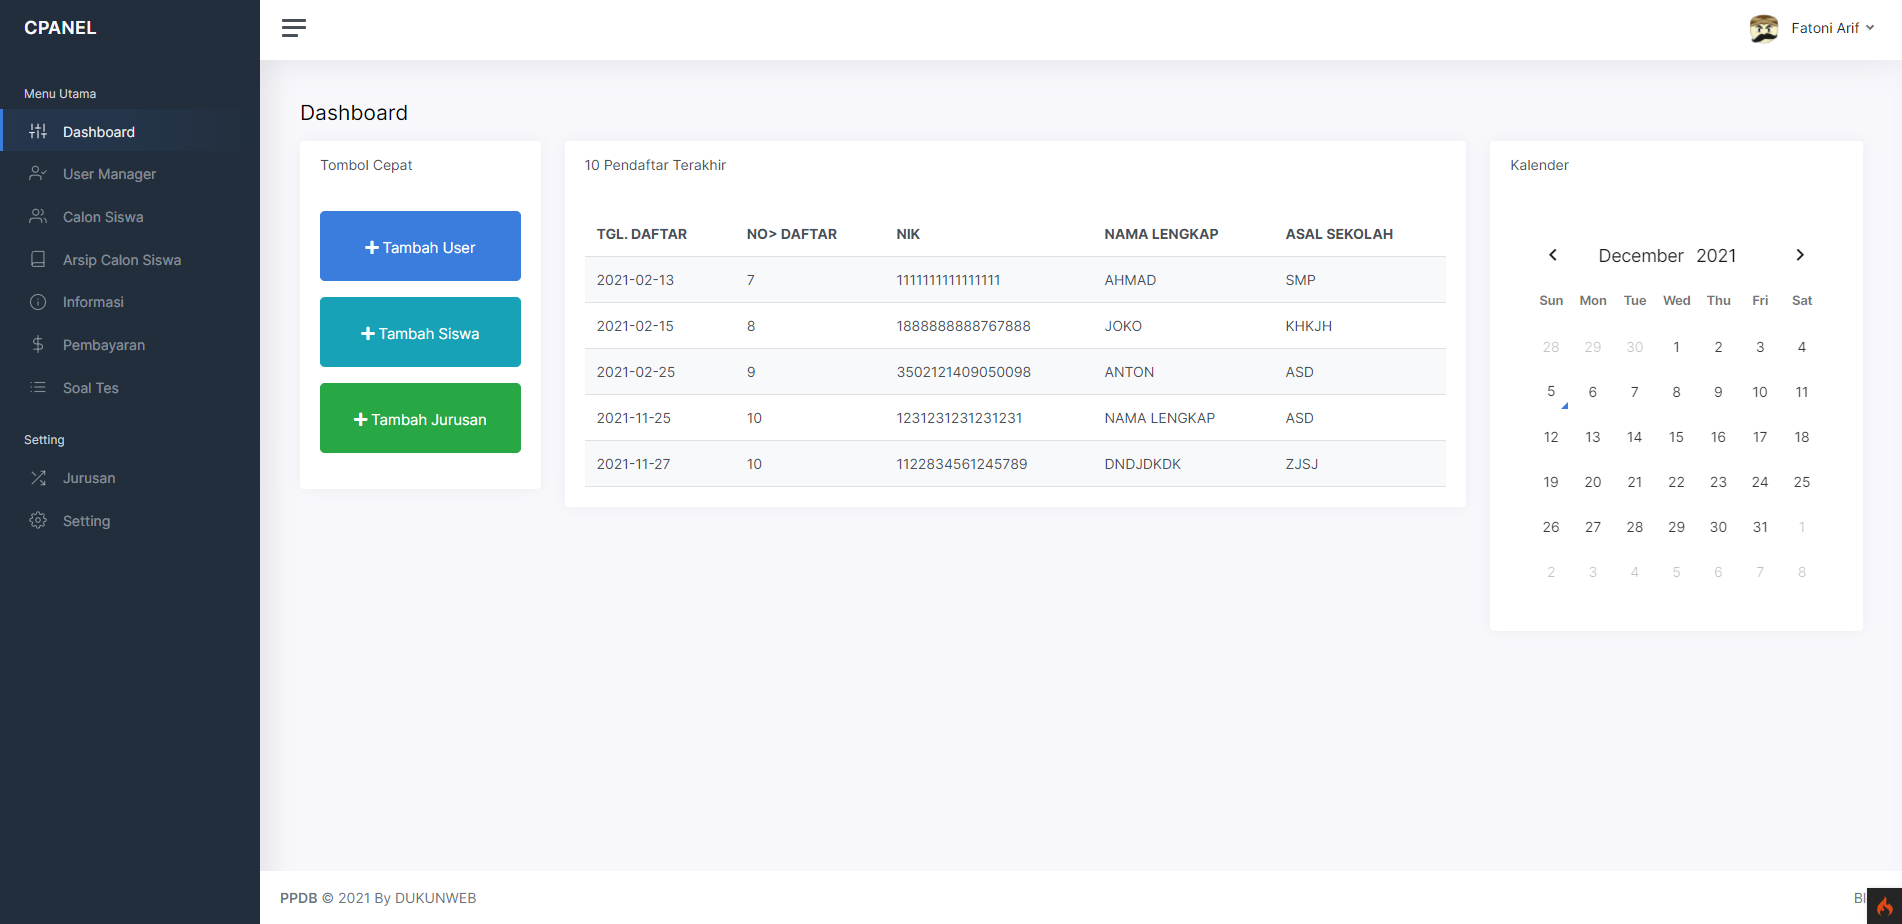 CPANEL
Menu Utama
Dashboard
User Manager
Calon Siswa
Arsip Calon Siswa
Informasi
Pembayaran
Soal Tes
Setting
Jurusan
Setting
Fatoni Arif
Dashboard
Tombol Cepat
Tambah User
Tambah Siswa
Tambah Jurusan
10 Pendaftar Terakhir
TGL. DAFTAR NO> DAFTAR NIK NAMA LENGKAP ASAL SEKOLAH
2021-02-13 7 1111111111111111 AHMAD SMP
2021-02-15 8 1888888888767888 JOKO KHKJH
2021-02-25 9 3502121409050098 ANTON ASD
2021-11-25 10 1231231231231231 NAMA LENGKAP ASD
2021-11-27 10 1122834561245789 DNDJDKDK ZJSJ
Kalender
December 2021
Sun Mon Tue Wed Thu Fri Sat
28 29 30 1 2 3 4
5 6 7 8 9 10 11
12 13 14 15 16 17 18
19 20 21 22 23 24 25
26 27 28 29 30 31 1
2 3 4 5 6 7 8
PPDB © 2021 By DUKUNWEB